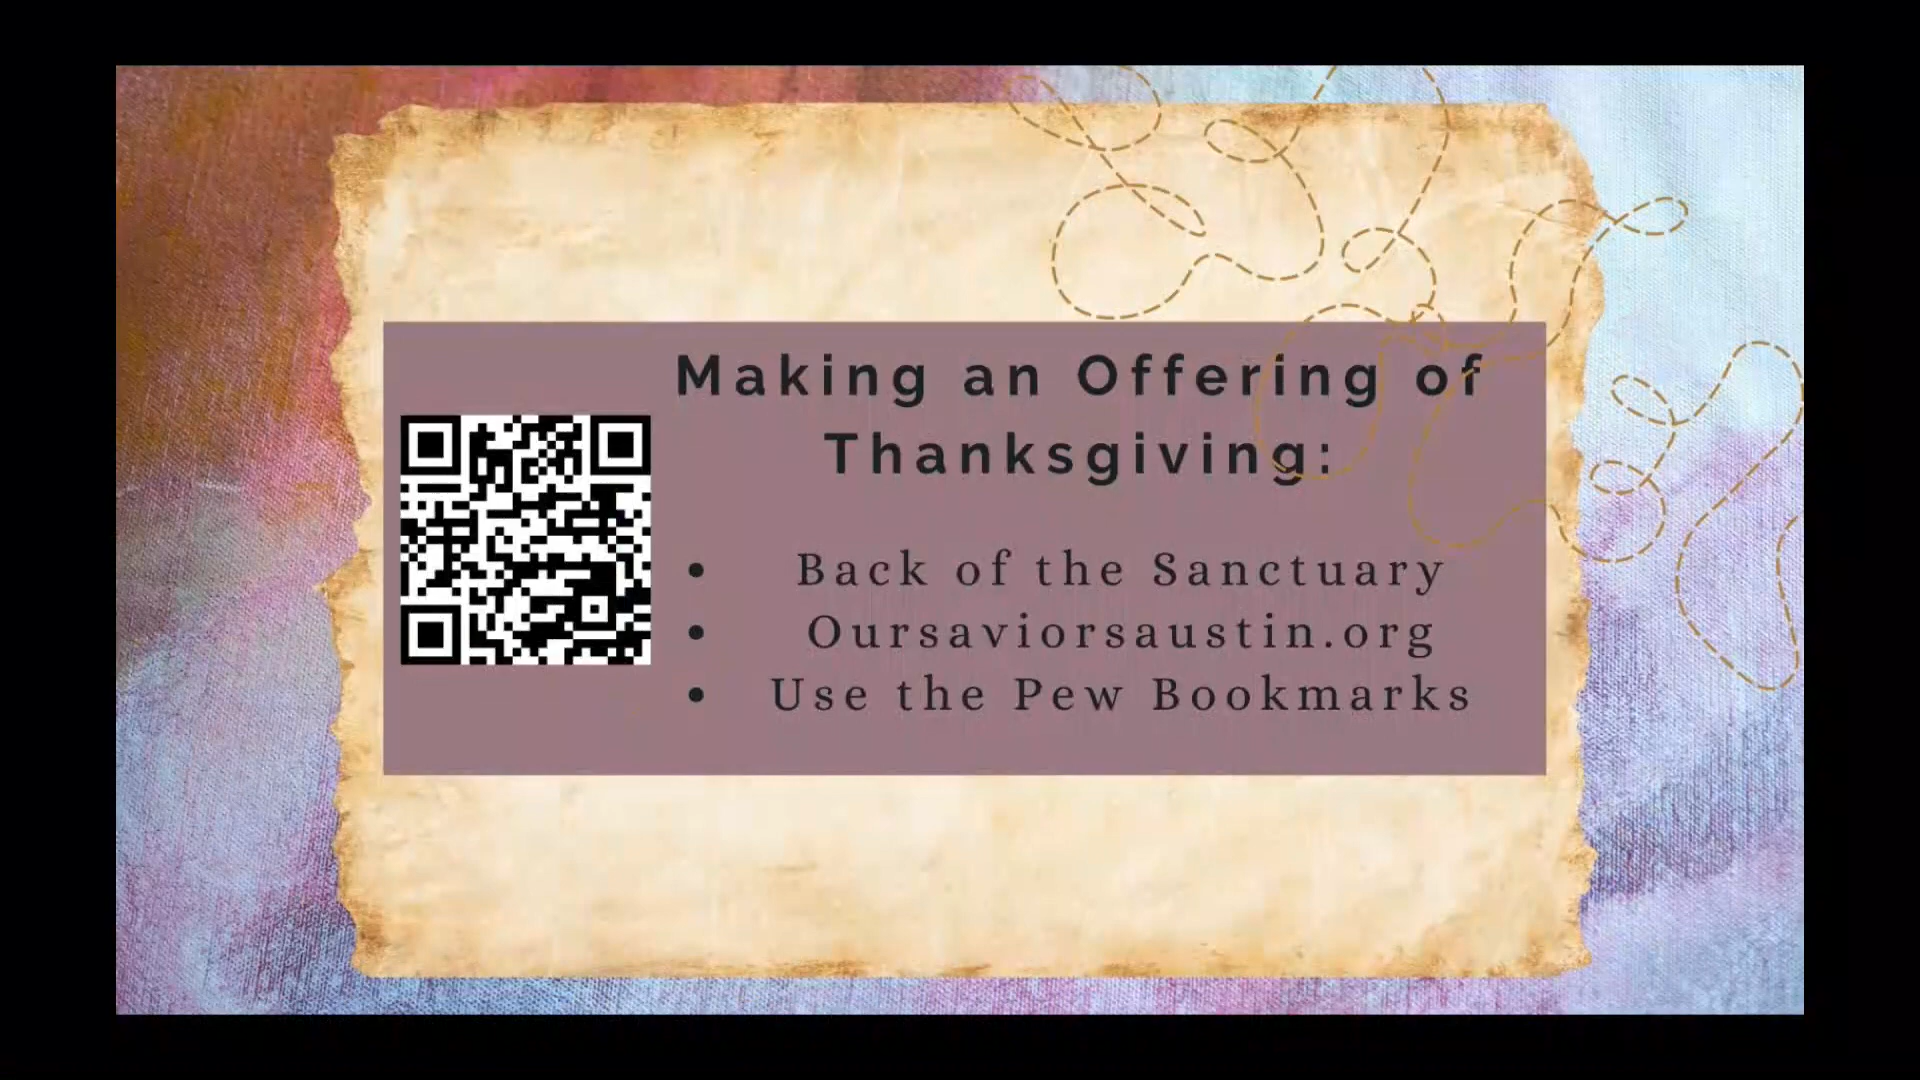 Making an Offering of
Thanksgiving:
• Back of the Sanctuary
• Oursaviorsaustin.org
• Use the Pew Bookmarks